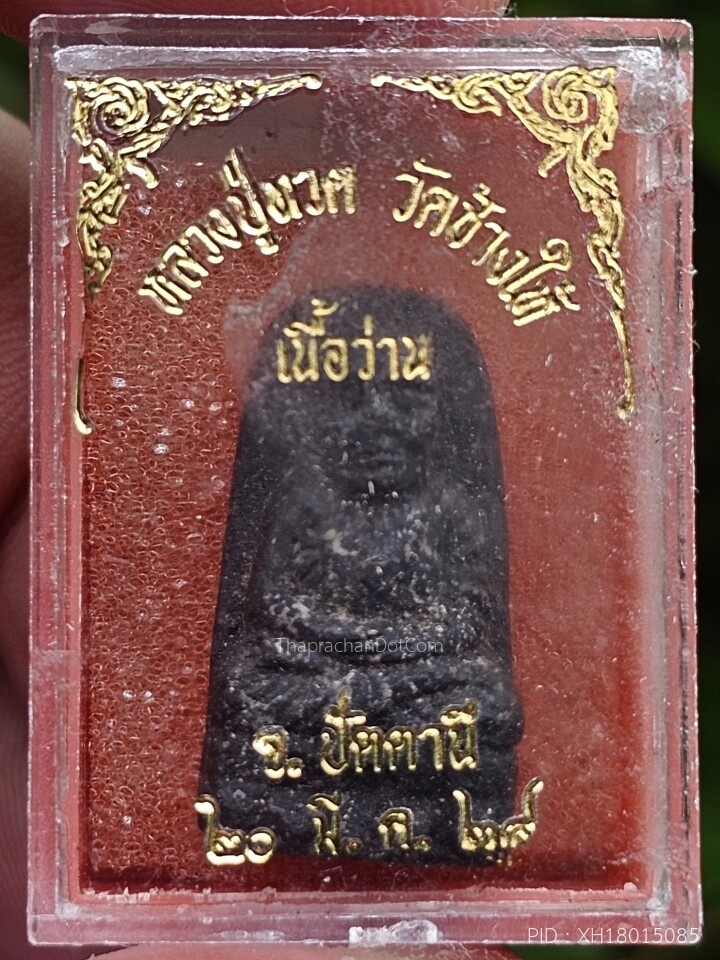 หลวงปู่ทวด วัดช้างให้
เนื้อว่าน
ThaprachanDotCom
จ. ปัตตานี
๒๐ มี. ค. ๒๙
PID : XH18015085